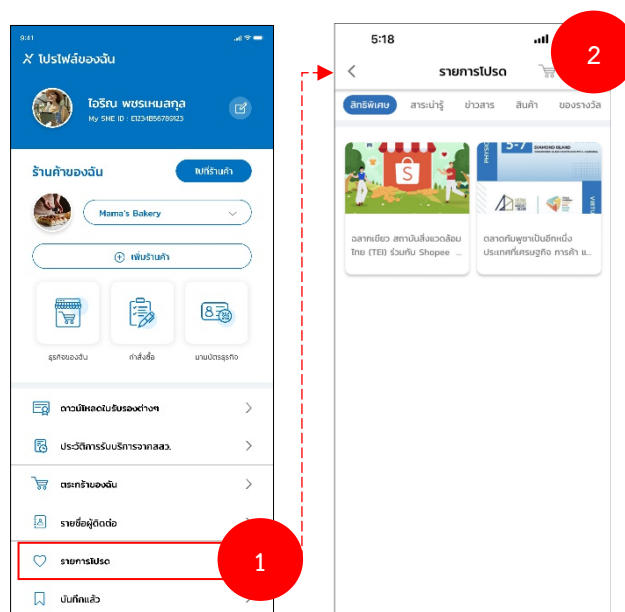 9:41
โปรไฟล์ของฉัน
ไอริณ พชรเหมสกุล
My SME ID : E1234856786123
ร้านค้าของฉัน
ไปที่ร้านค้า
Mama's Bakery
เพิ่มร้านค้า
ธุรกิจของฉัน
คำสั่งซื้อ
นามบัตรธุรกิจ
ดาวน์โหลดใบรับรองต่างๆ
ประวัติการรับบริการจากสสว.
ตระกร้าของฉัน
รายชื่อผู้ติดต่อ
รายการโปรด
1
บันทึกแล้ว
5:18
2
รายการโปรด
สิทธิพิเศษ
สาระน่ารู้
ข่าวสาร
สินค้า
ของรางวัล
S
5-7
DIAMOND ISLAND
ฉลากเขียว สถาบันสิ่งแวดล้อม
ไทย (TEI) ร่วมกับ Shopee ...
ตลาดกัมพูชาเป็นอีกหนึ่ง
ประเทศที่เศรษฐกิจ การค้า แ...